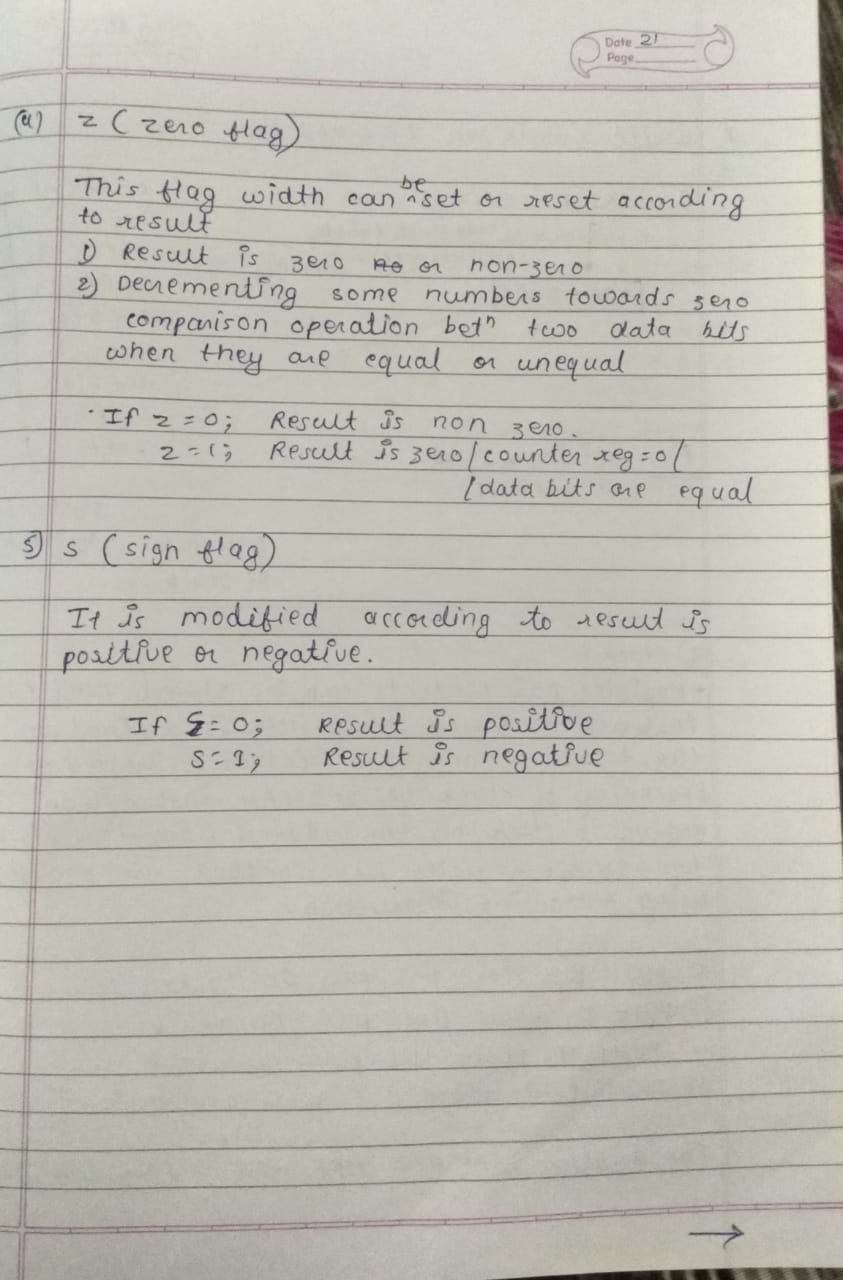 Date 21
Page
(4) z ( zero flag)
This flag width can be set or reset according
to result
1) Result is zero or non-zero
2) Decrementing some numbers towards zero
comparison operation betn two data bits
when they are equal or unequal
If z = 0; Result is non zero.
z = 1; Result is zero/counter reg = 0/
/data bits are equal
5) s (sign flag)
It is modified according to result is
positive or negative.
If S = 0; Result is positive
S = 1; Result is negative
→